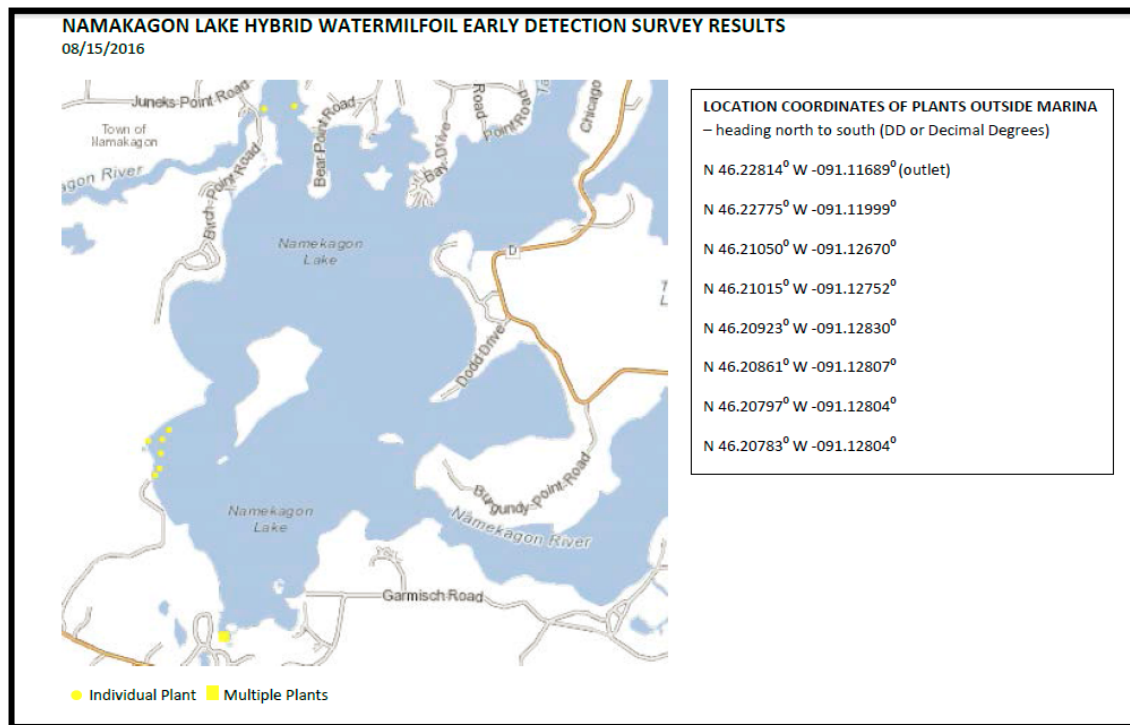 NAMAKAGON LAKE HYBRID WATERMILFOIL EARLY DETECTION SURVEY RESULTS
08/15/2016
Juneks Point Road
Town of
Namakagon
agon River
Birch Point Road
Bear Point Road
Bay Drive
Road
Point Road
Chicago
D
Namekagon
Lake
Dodd Drive
Burgundy Point Road
Namekagon
Lake
Namekagon River
Garmisch Road
Individual Plant
Multiple Plants
LOCATION COORDINATES OF PLANTS OUTSIDE MARINA
– heading north to south (DD or Decimal Degrees)
N 46.22814⁰ W -091.11689⁰ (outlet)
N 46.22775⁰ W -091.11999⁰
N 46.21050⁰ W -091.12670⁰
N 46.21015⁰ W -091.12752⁰
N 46.20923⁰ W -091.12830⁰
N 46.20861⁰ W -091.12807⁰
N 46.20797⁰ W -091.12804⁰
N 46.20783⁰ W -091.12804⁰